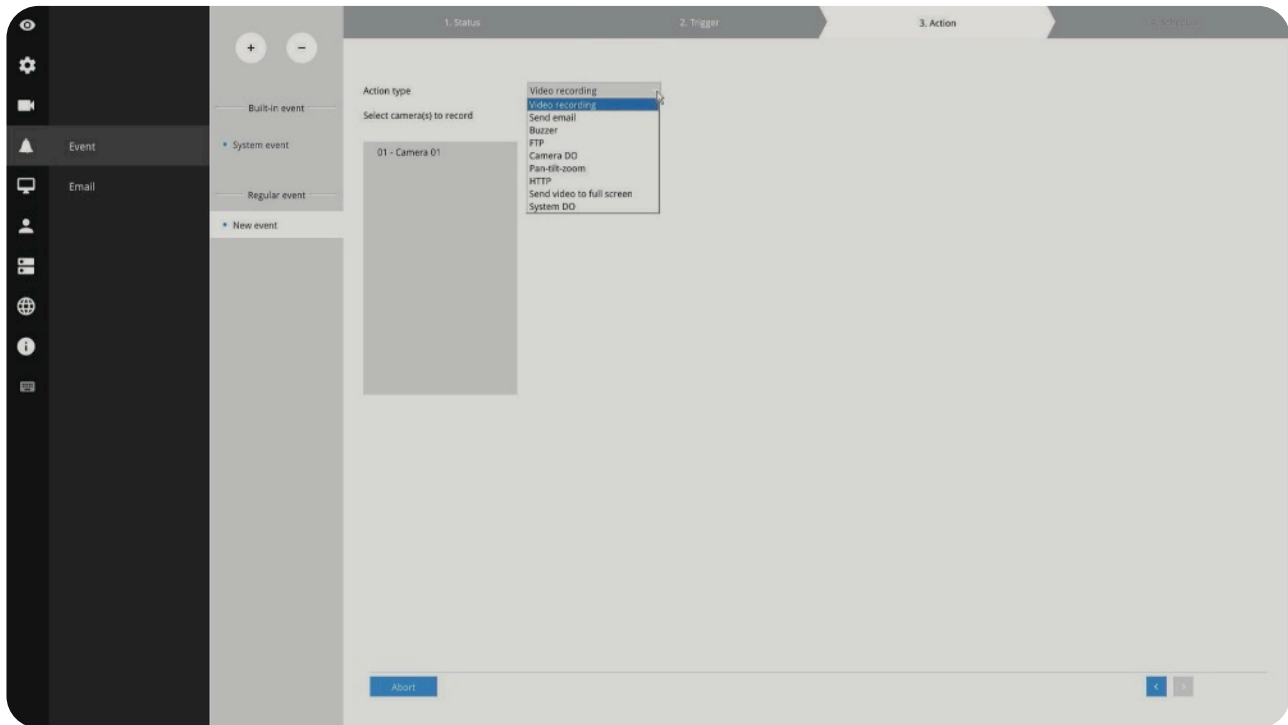 1. Status
2. Trigger
3. Action
4. Schedule
Event
Email
+
−
Built-in event
System event
Regular event
New event
Action type
Video recording
Select camera(s) to record
01 - Camera 01
Video recording
Send email
Buzzer
FTP
Camera DO
Pan-tilt-zoom
HTTP
Send video to full screen
System DO
Abort
<
>